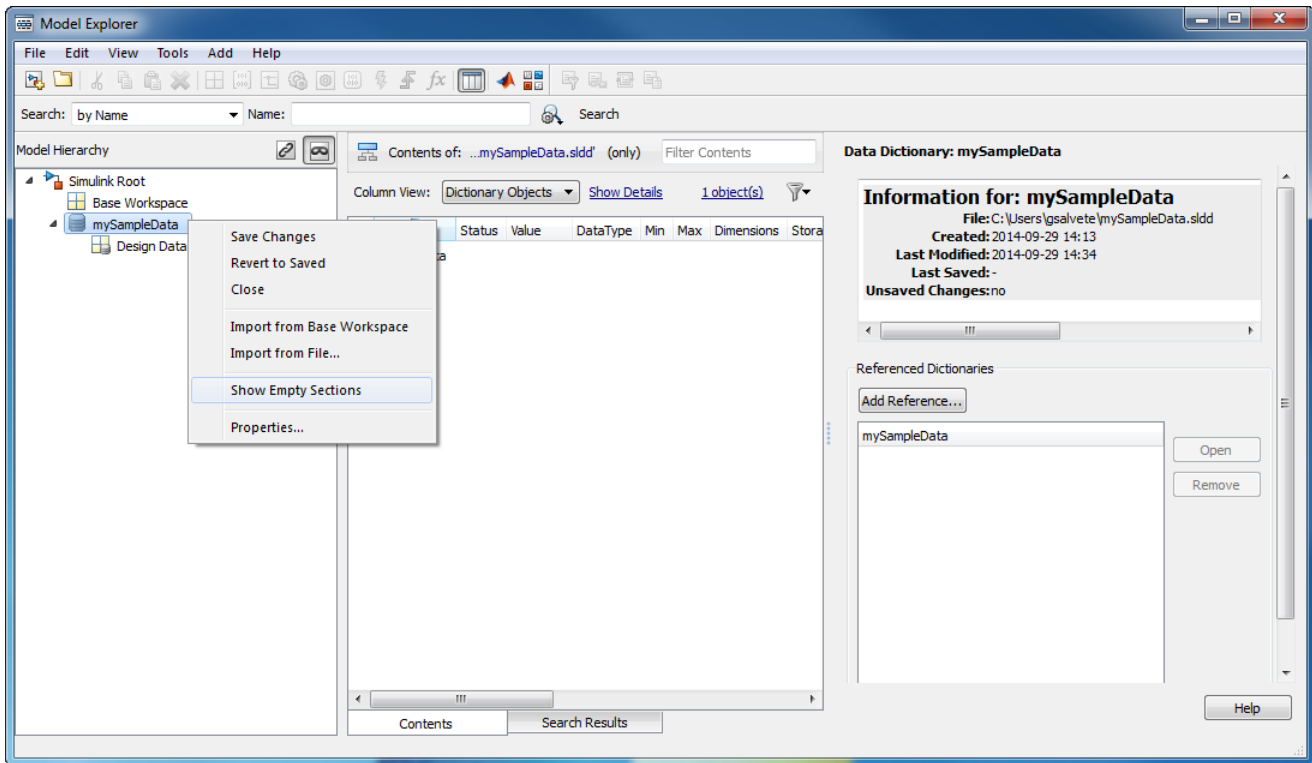 Model Explorer
File Edit View Tools Add Help
fx
Search: by Name Name: Search
Model Hierarchy
Simulink Root
Base Workspace
mySampleData
Design Data
Save Changes
Revert to Saved
Close
Import from Base Workspace
Import from File...
Show Empty Sections
Properties...
Contents of: ...mySampleData.sldd' (only) Filter Contents
Column View: Dictionary Objects Show Details 1 object(s)
Status Value DataType Min Max Dimensions Stora
Contents Search Results
Data Dictionary: mySampleData
Information for: mySampleData
File: C:\Users\gsalvete\mySampleData.sldd
Created: 2014-09-29 14:13
Last Modified: 2014-09-29 14:34
Last Saved: -
Unsaved Changes: no
Referenced Dictionaries
Add Reference...
mySampleData
Open
Remove
Help